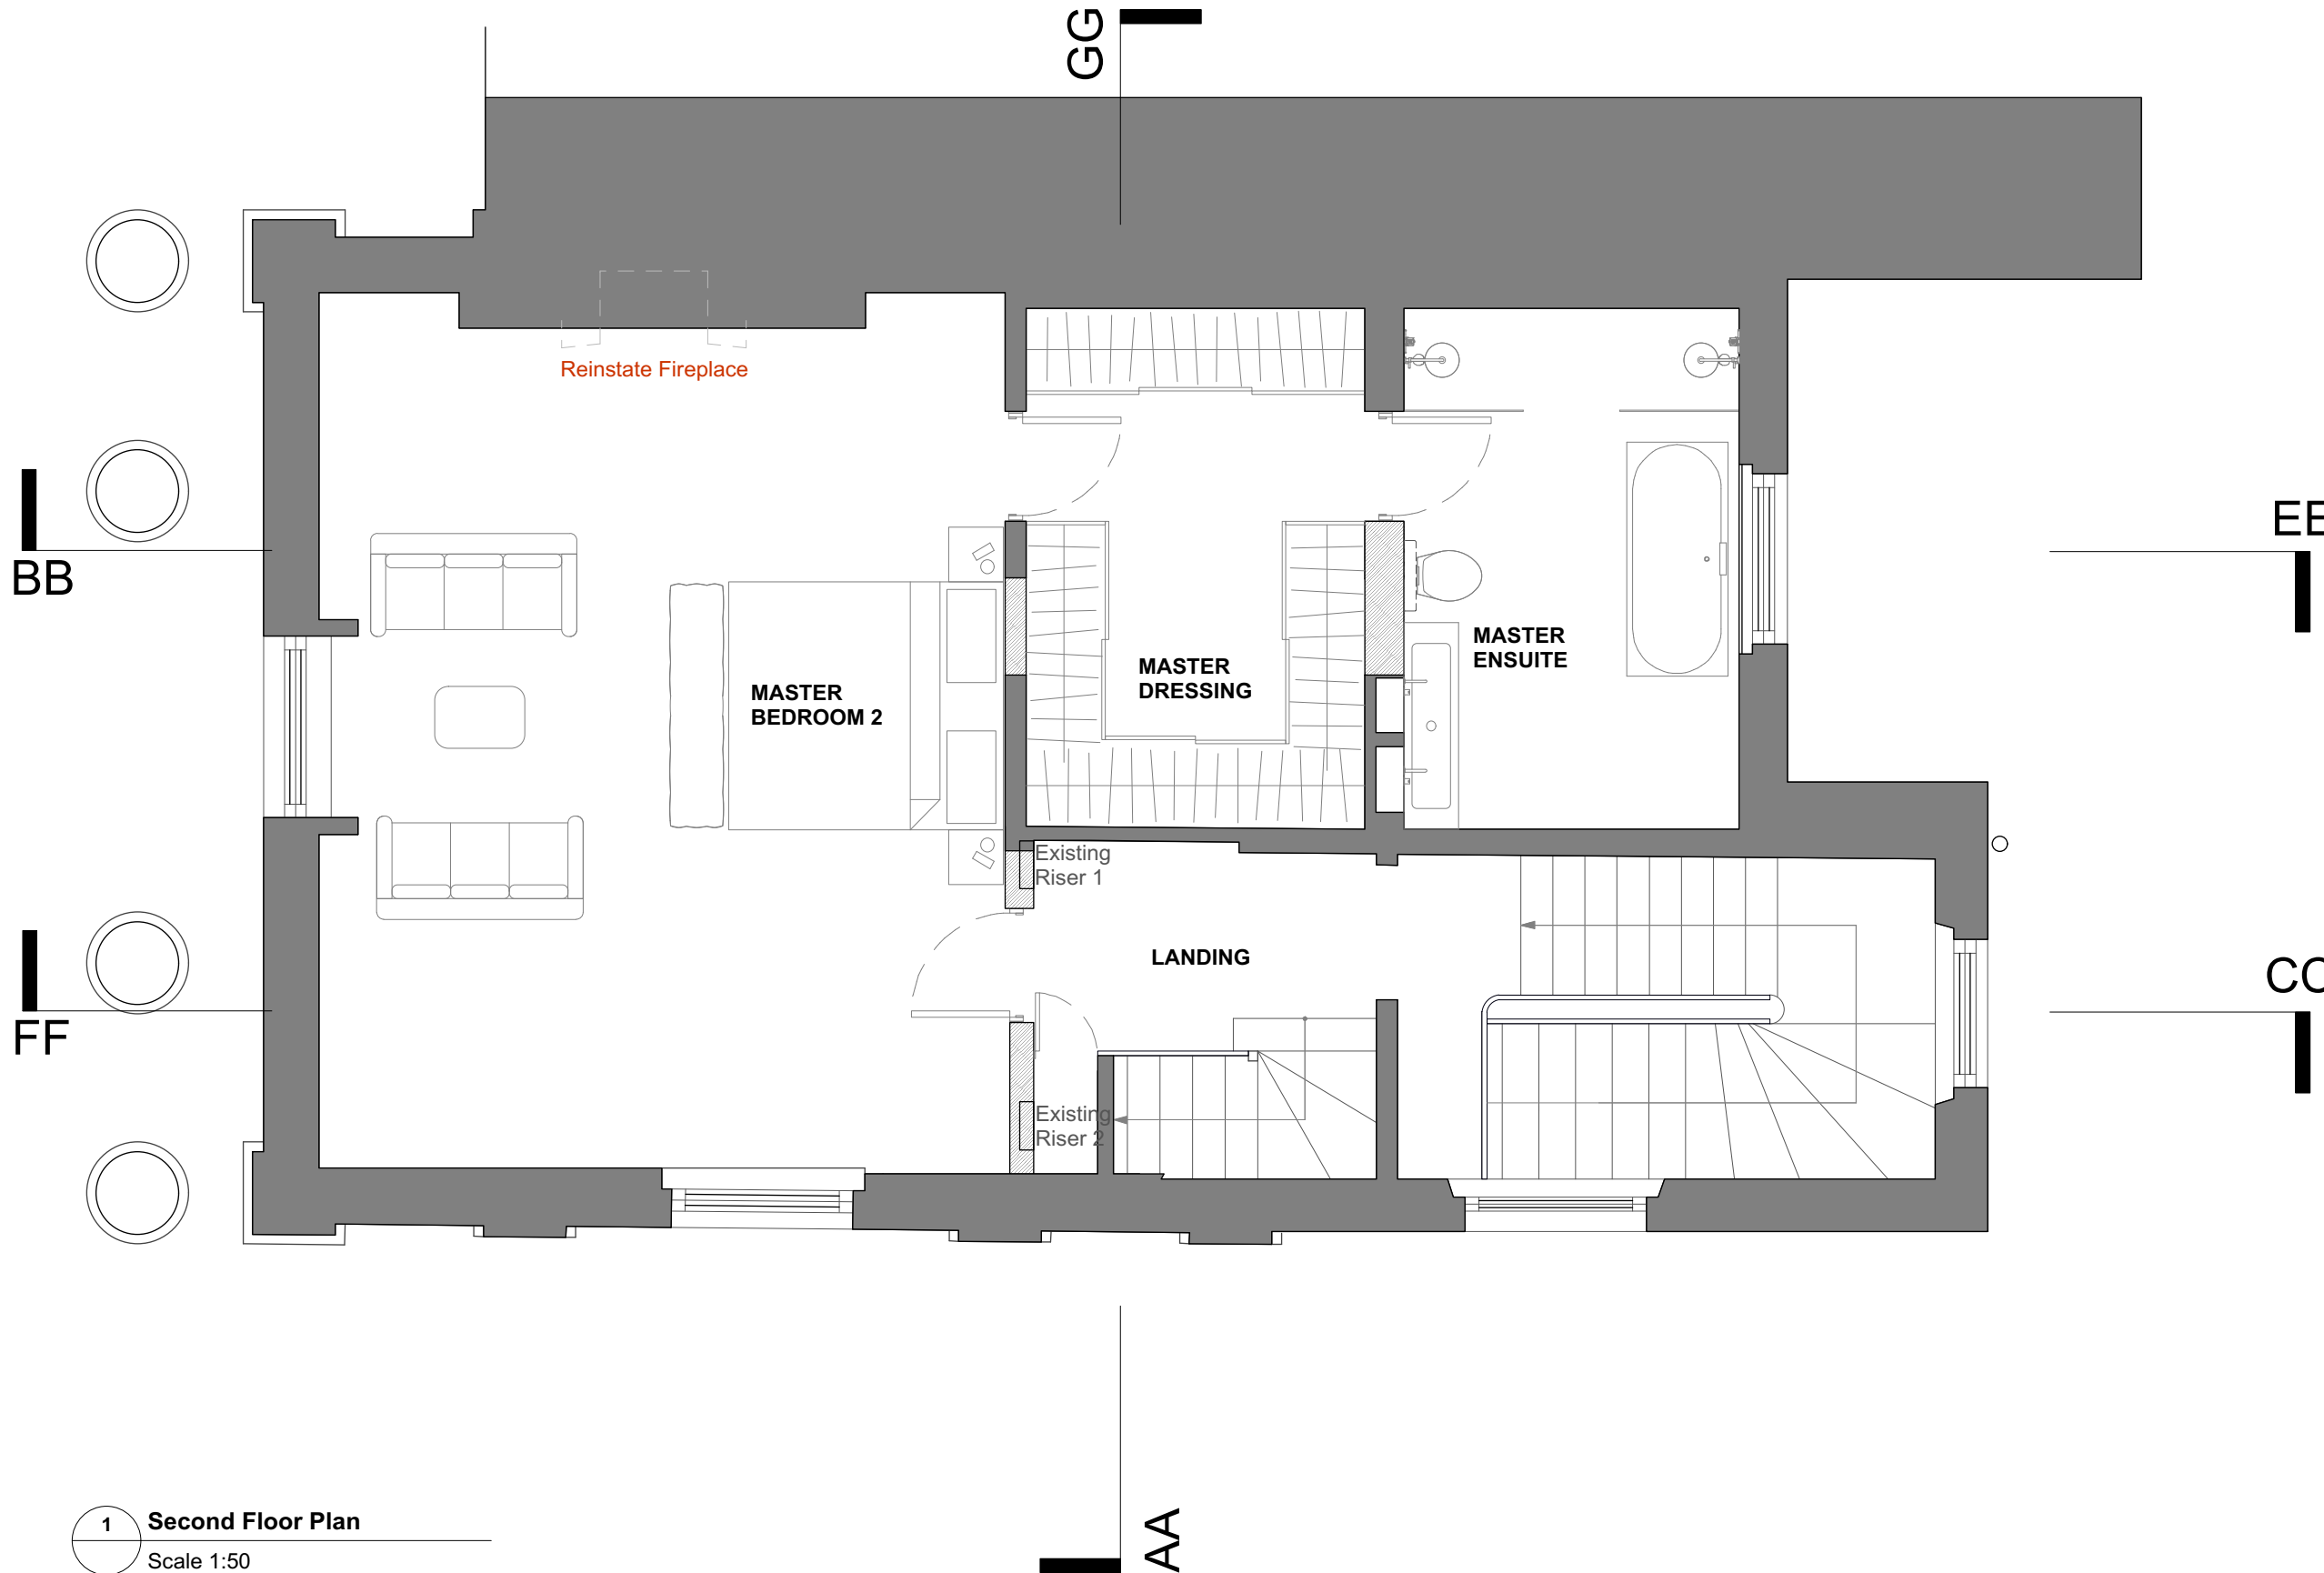 GG
Reinstate Fireplace
BB
EE
MASTER
BEDROOM 2
MASTER
DRESSING
MASTER
ENSUITE
Existing
Riser 1
LANDING
FF
CC
Existing
Riser 2
AA
1
Second Floor Plan
Scale 1:50